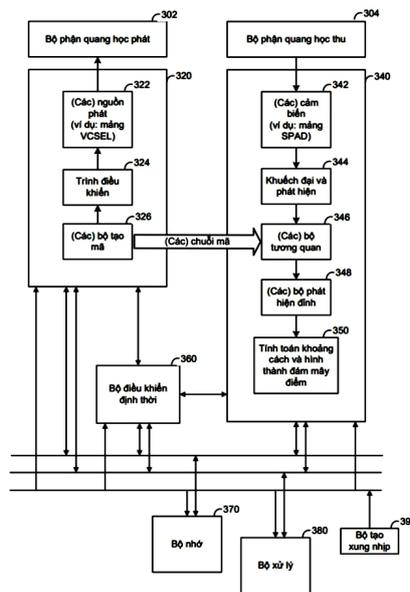 302
304
Bộ phận quang học phát
Bộ phận quang học thu
320
340
322
(Các) nguồn
phát
(ví dụ: mảng
VCSEL)
342
(Các) cảm
biến
(ví dụ: mảng
SPAD)
324
Trình điều
khiển
344
Khuếch đại và
phát hiện
326
(Các) bộ tạo
mã
(Các) chuỗi mã
346
(Các) bộ
tương quan
348
(Các) bộ phát
hiện đỉnh
350
Tính toán khoảng
cách và hình
thành đám mây
điểm
360
Bộ điều khiển
định thời
370
Bộ nhớ
380
Bộ xử lý
39
Bộ tạo
xung nhịp